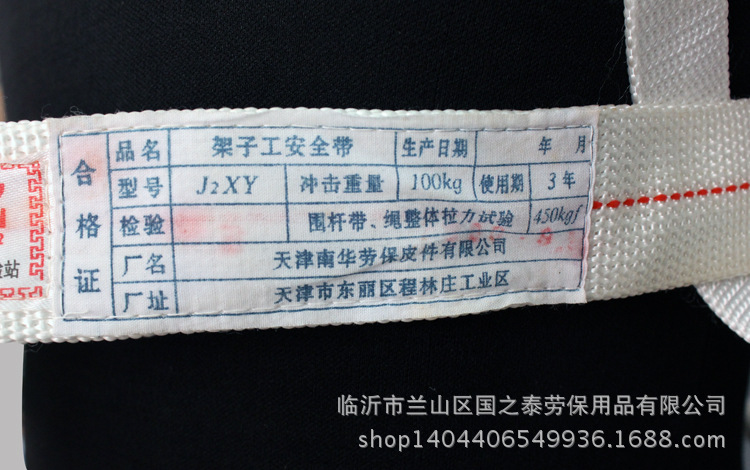 合格证
品名 架子工安全带 生产日期 年 月
型号 J2XY 冲击重量 100kg 使用期 3年
检验 围杆带、绳整体拉力试验 450kgf
厂名 天津南华劳保皮件有限公司
厂址 天津市东丽区程林庄工业区
站
临沂市兰山区国之泰劳保用品有限公司
shop1404406549936.1688.com